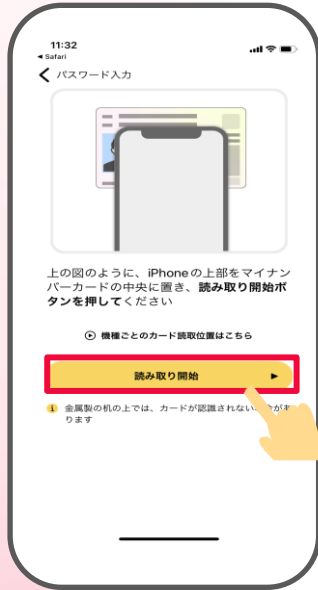 11:32
◀ Safari
パスワード入力
上の図のように、iPhoneの上部をマイナン
バーカードの中央に置き、読み取り開始ボ
タンを押してください
機種ごとのカード読取位置はこちら
読み取り開始
金属製の机の上では、カードが認識されない
ります